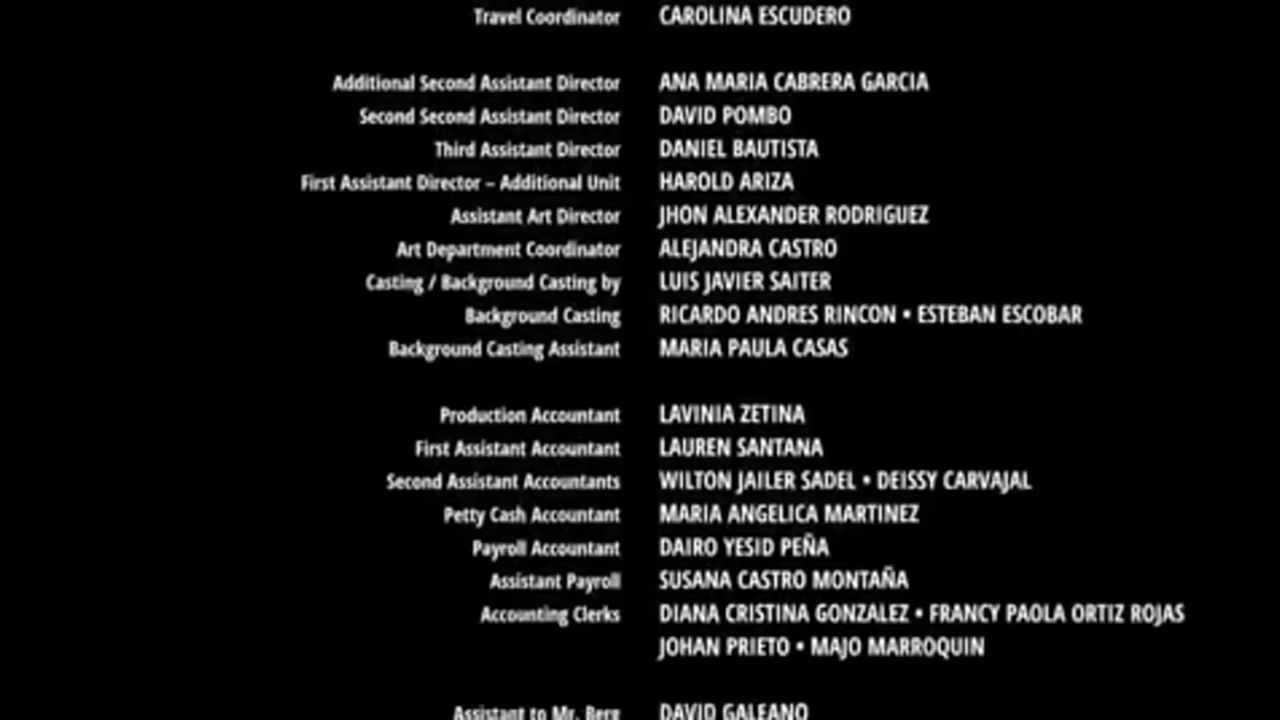 Travel Coordinator CAROLINA ESCUDERO
Additional Second Assistant Director ANA MARIA CABRERA GARCIA
Second Second Assistant Director DAVID POMBO
Third Assistant Director DANIEL BAUTISTA
First Assistant Director – Additional Unit HAROLD ARIZA
Assistant Art Director JHON ALEXANDER RODRIGUEZ
Art Department Coordinator ALEJANDRA CASTRO
Casting / Background Casting by LUIS JAVIER SAITER
Background Casting RICARDO ANDRES RINCON • ESTEBAN ESCOBAR
Background Casting Assistant MARIA PAULA CASAS
Production Accountant LAVINIA ZETINA
First Assistant Accountant LAUREN SANTANA
Second Assistant Accountants WILTON JAILER SADEL • DEISSY CARVAJAL
Petty Cash Accountant MARIA ANGELICA MARTINEZ
Payroll Accountant DAIRO YESID PEÑA
Assistant Payroll SUSANA CASTRO MONTAÑA
Accounting Clerks DIANA CRISTINA GONZALEZ • FRANCY PAOLA ORTIZ ROJAS
JOHAN PRIETO • MAJO MARROQUIN
Assistant to Mr. Berg DAVID GALEANO